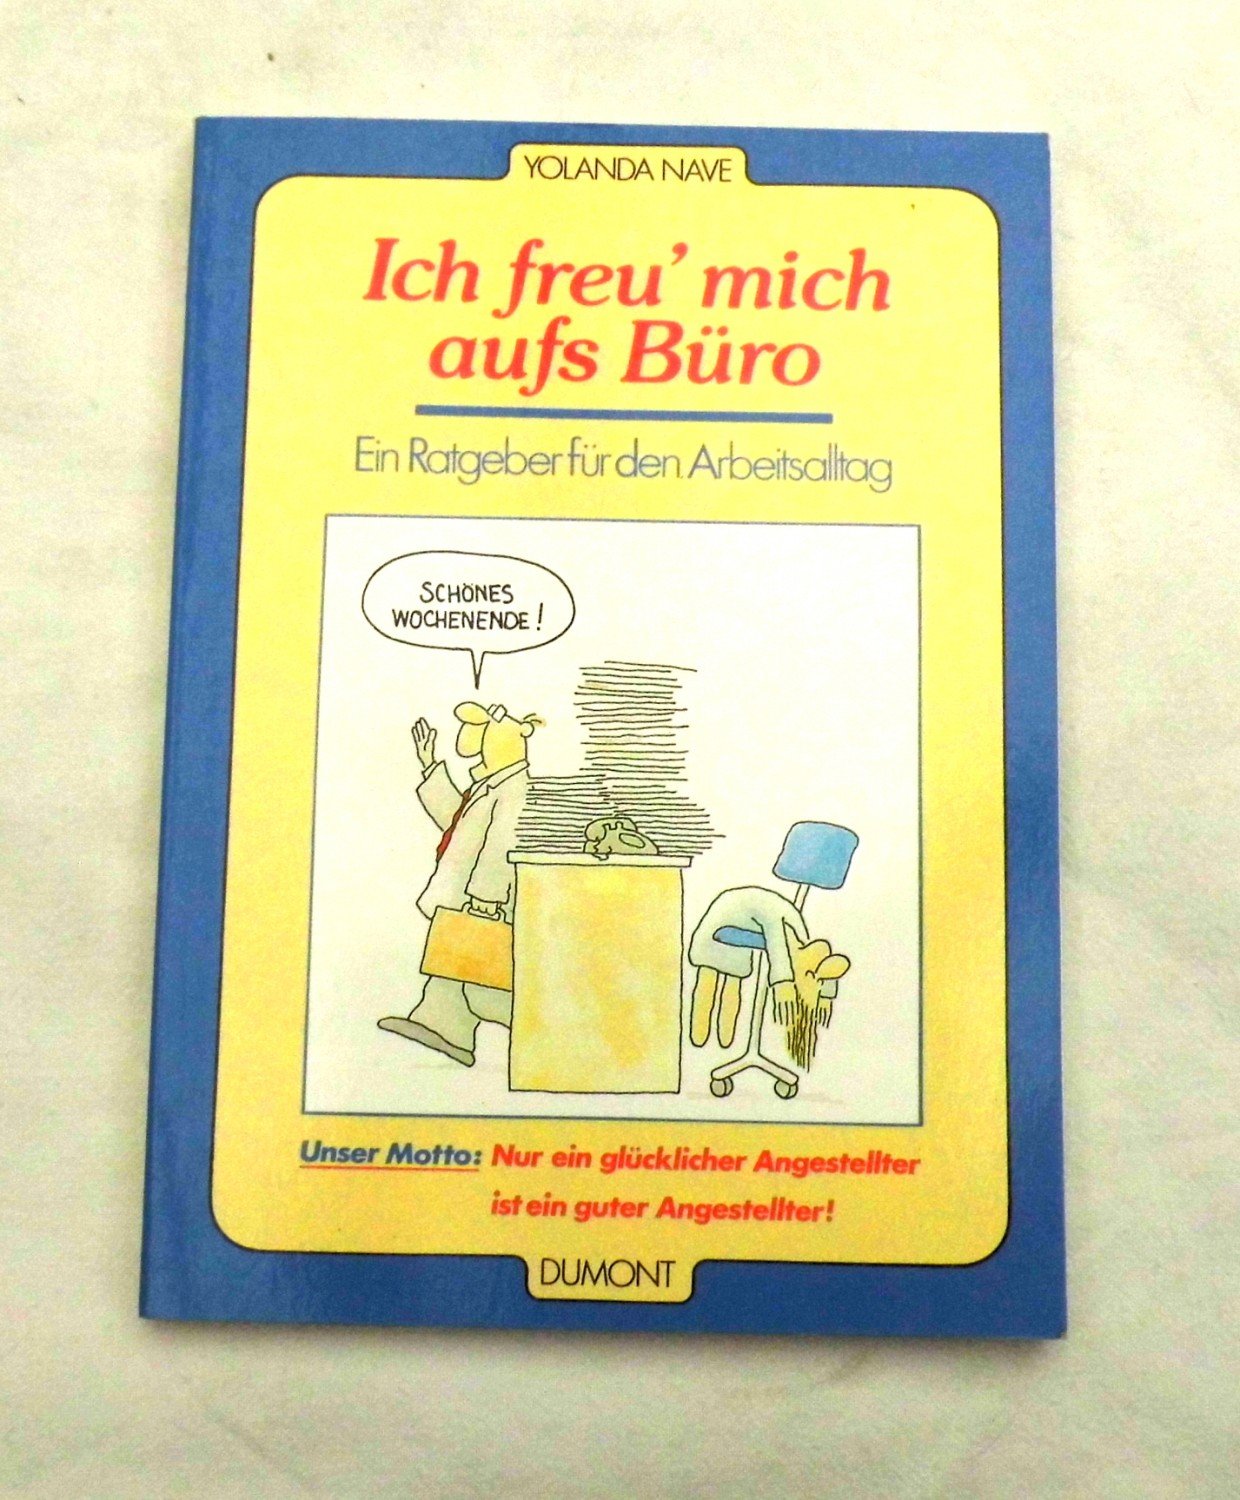 YOLANDA NAVE
Ich freu' mich
aufs Büro
Ein Ratgeber für den Arbeitsalltag
SCHÖNES
WOCHENENDE!
Unser Motto: Nur ein glücklicher Angestellter
ist ein guter Angestellter!
DUMONT